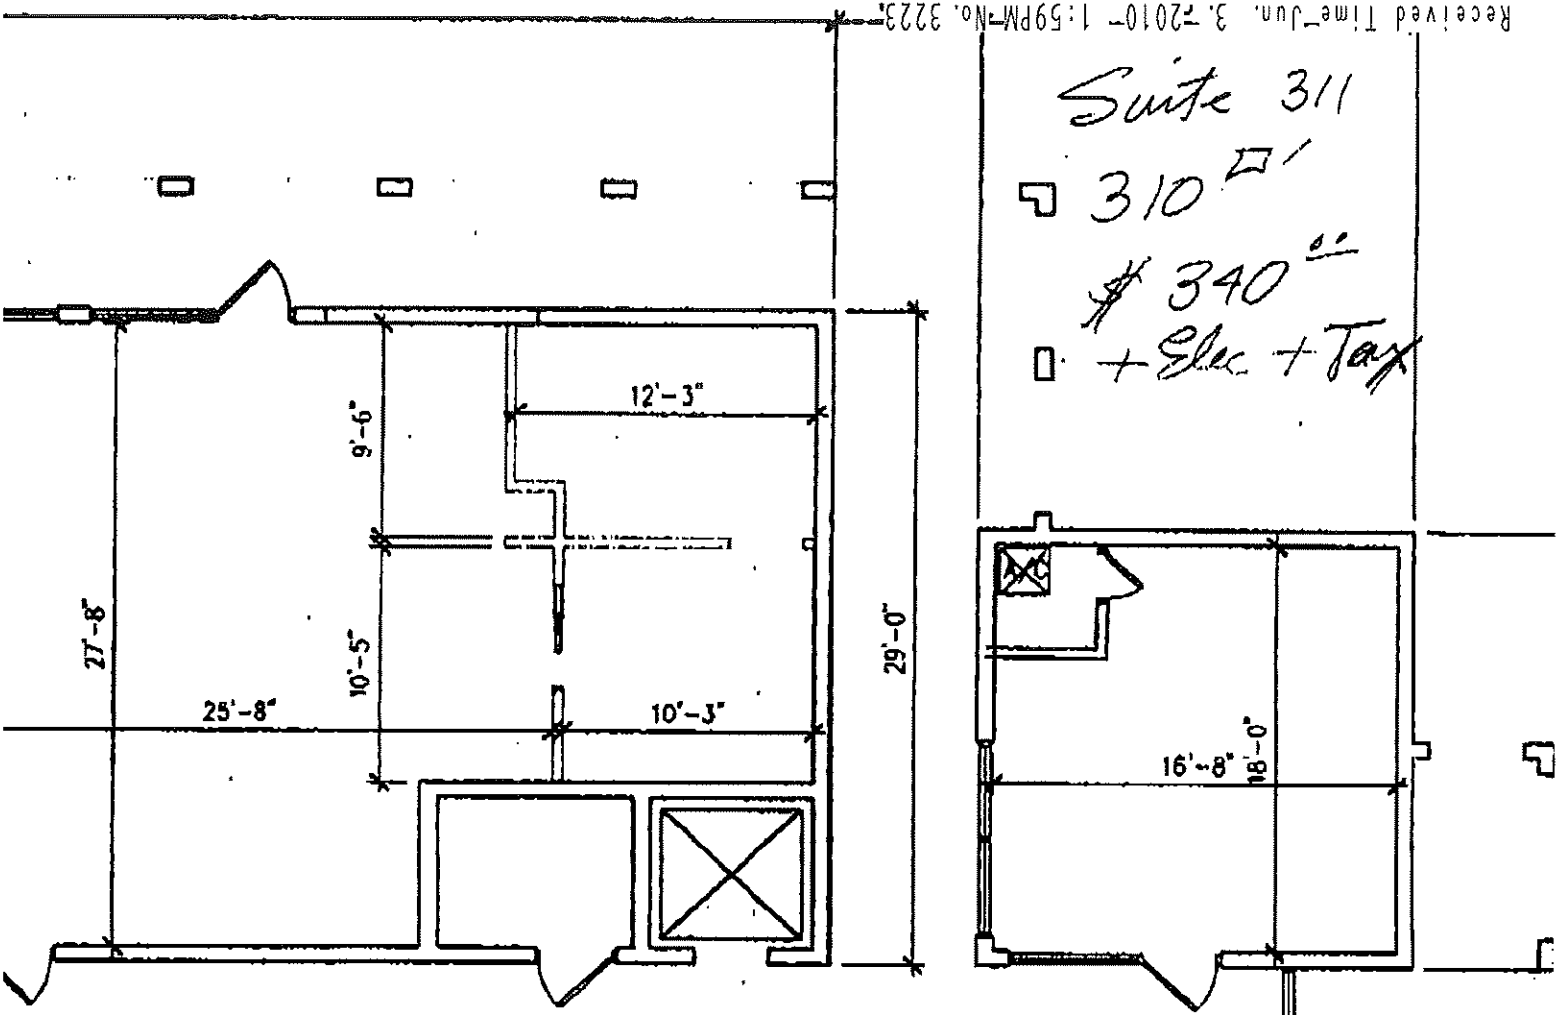 Received Time Jun. 3. 2010 1:59PM No. 3223
Suite 311
310 □'
$ 340.00
+ Elec + Tax
12'-3"
9'-6"
27'-8"
10'-5"
25'-8"
10'-3"
29'-0"
A/C
16'-8"
18'-0"